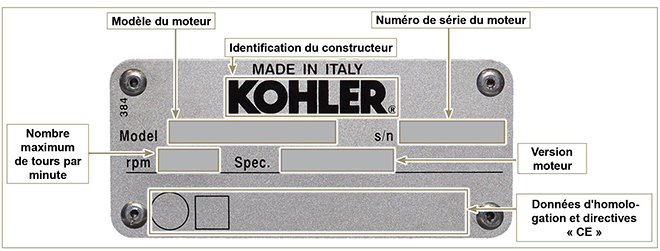 Modèle du moteur
Numéro de série du moteur
Identification du constructeur
MADE IN ITALY
KOHLER®
384
Model
s/n
Nombre
maximum
de tours par
minute
rpm
Spec.
Version
moteur
Données d'homolo-
gation et directives
« CE »